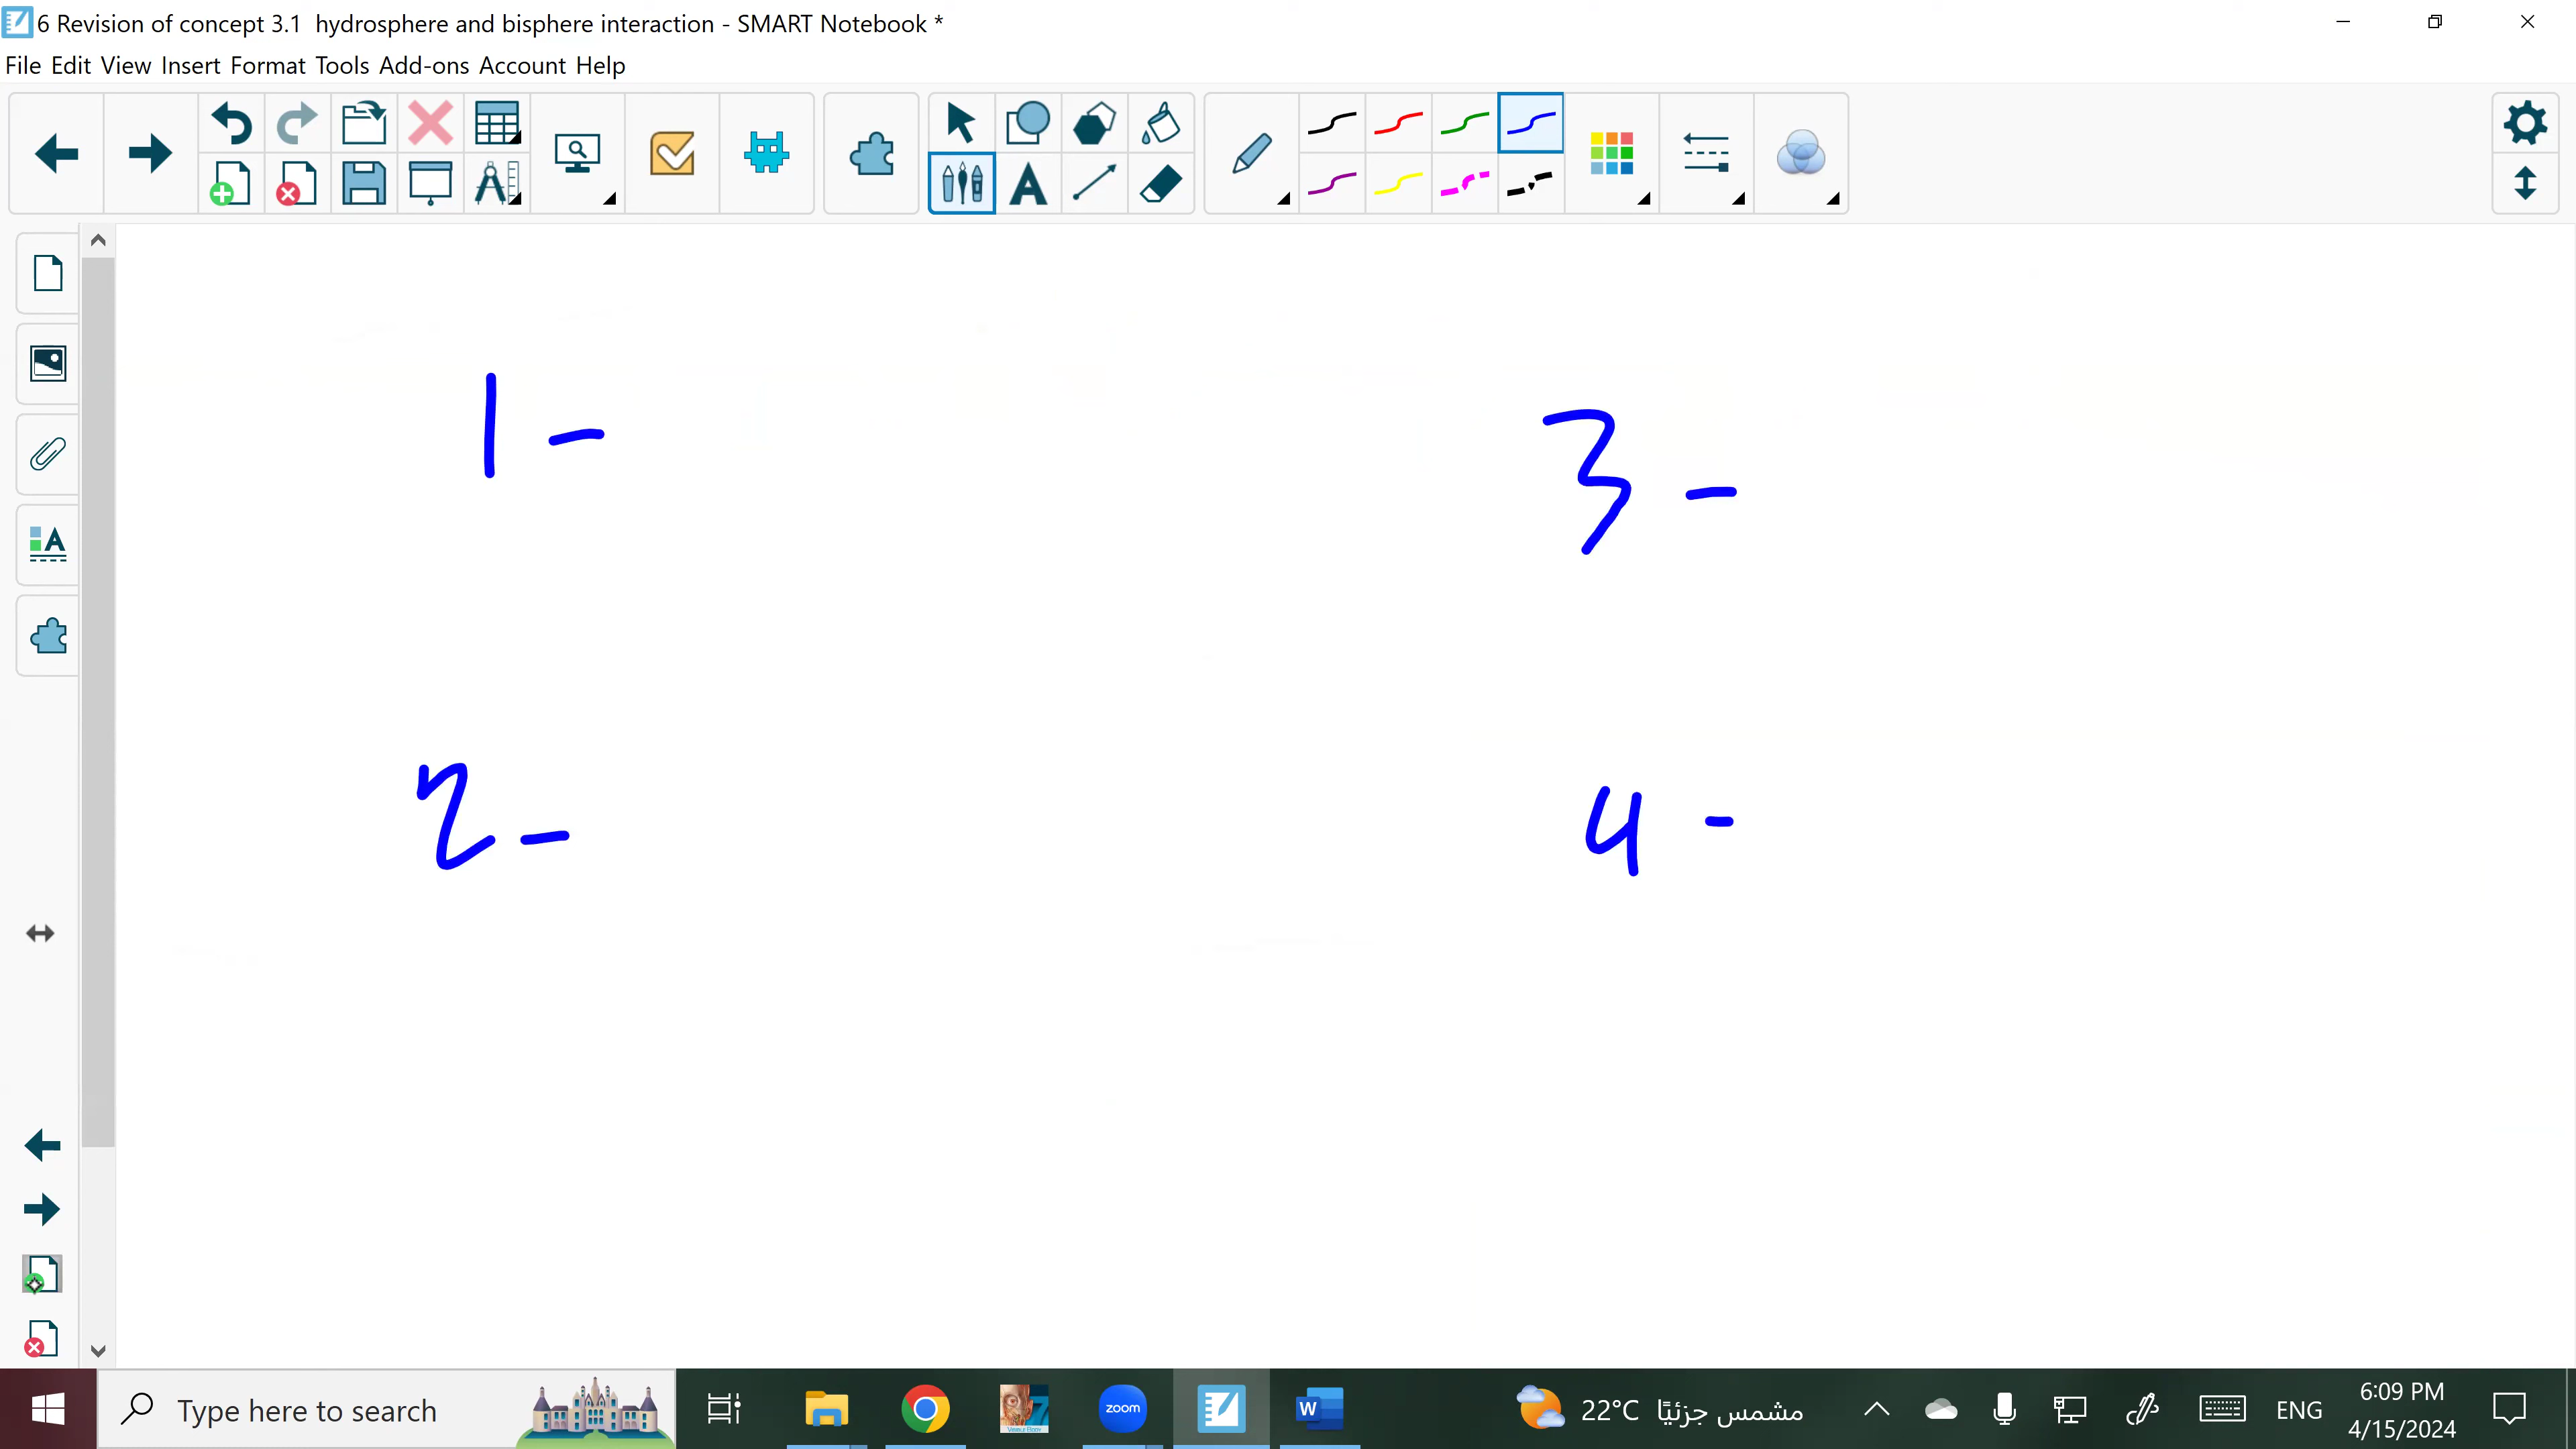 6 Revision of concept 3.1  hydrosphere and bisphere interaction - SMART Notebook *
File Edit View Insert Format Tools Add-ons Account Help
A
A
1 -
3 -
2 -
4 -
Type here to search
7
zoom
W
22°C مشمس جزئيًا
ENG
6:09 PM
4/15/2024